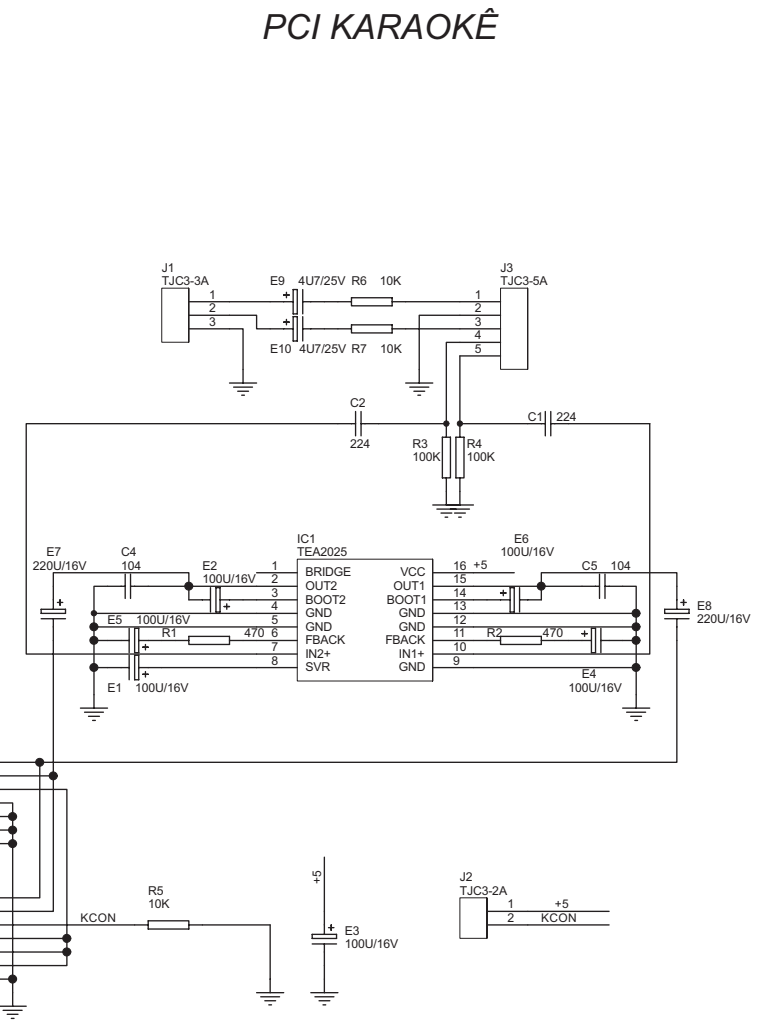 PCI KARAOKÊ
J1
TJC3-3A
1
2
3
E9 4U7/25V R6 10K
E10 4U7/25V R7 10K
J3
TJC3-5A
1
2
3
4
5
C2
224
C1 224
R3
100K
R4
100K
E7
220U/16V
C4
104
E2
100U/16V
IC1
TEA2025
E6
100U/16V
C5 104
E8
220U/16V
1 BRIDGE VCC 16 +5
2 OUT2 OUT1 15
3 BOOT2 BOOT1 14
4 GND GND 13
5 GND GND 12
6 FBACK FBACK 11
7 IN2+ IN1+ 10
8 SVR GND 9
E5 100U/16V
R1 470
R2 470
E1 100U/16V
E4
100U/16V
R5
10K
KCON
+5
E3
100U/16V
J2
TJC3-2A
1 +5
2 KCON